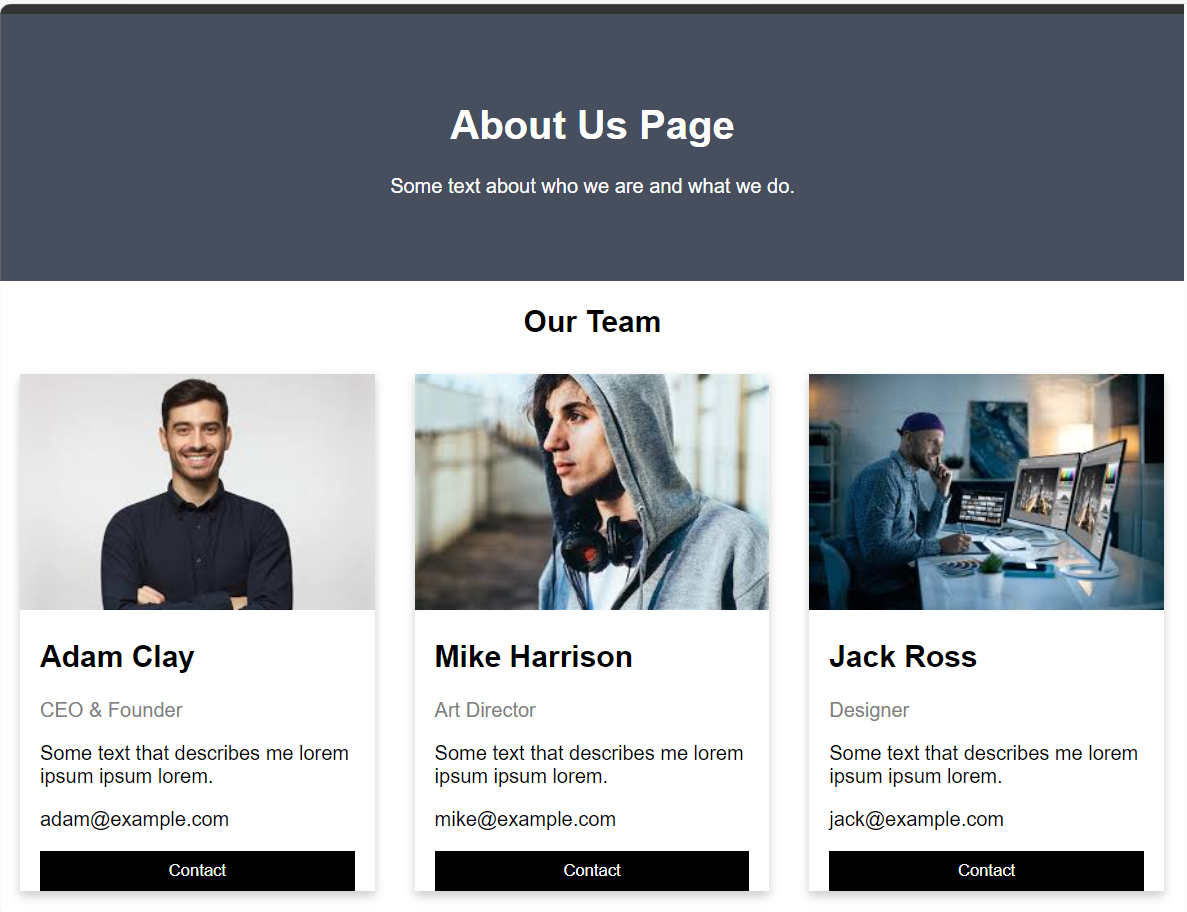 About Us Page
Some text about who we are and what we do.
Our Team
Adam Clay
CEO & Founder
Some text that describes me lorem
ipsum ipsum lorem.
adam@example.com
Contact
Mike Harrison
Art Director
Some text that describes me lorem
ipsum ipsum lorem.
mike@example.com
Contact
Jack Ross
Designer
Some text that describes me lorem
ipsum ipsum lorem.
jack@example.com
Contact